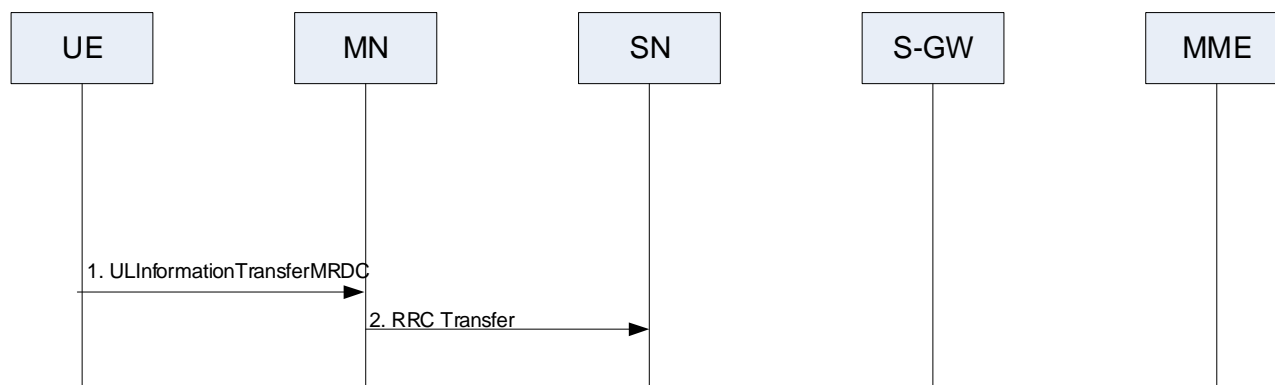 UE
MN
SN
S-GW
MME
1. ULInformationTransferMRDC
2. RRC Transfer